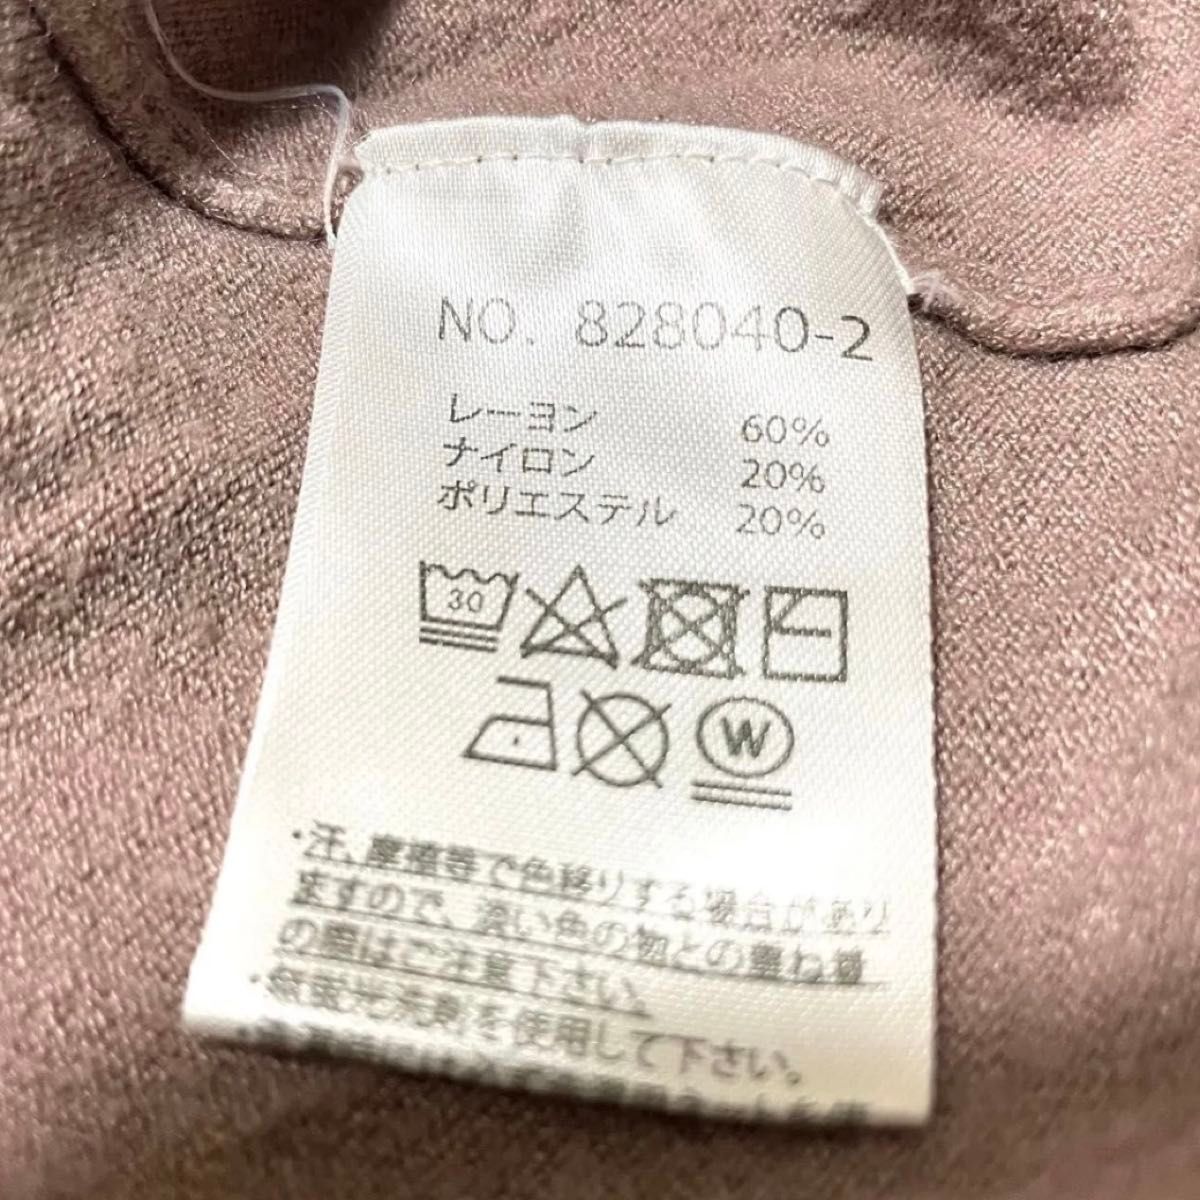 NO. 828040-2
レーヨン 60%
ナイロン 20%
ポリエステル 20%
30
W
・汗、摩擦等で色移りする場合があり
ますので、淡い色の物との重ね着
の際はご注意下さい。
・無蛍光洗剤を使用して下さい。